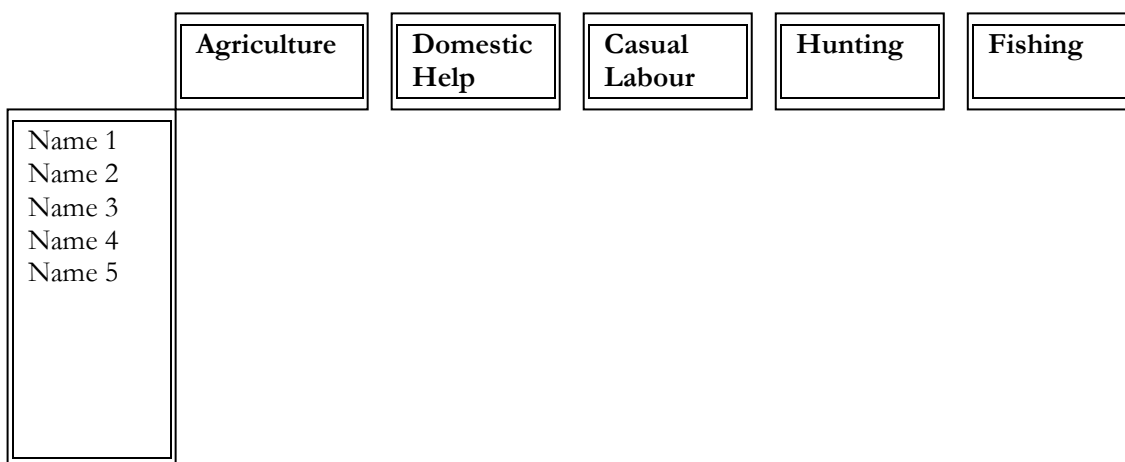 Agriculture
Domestic
Help
Casual
Labour
Hunting
Fishing
Name 1
Name 2
Name 3
Name 4
Name 5